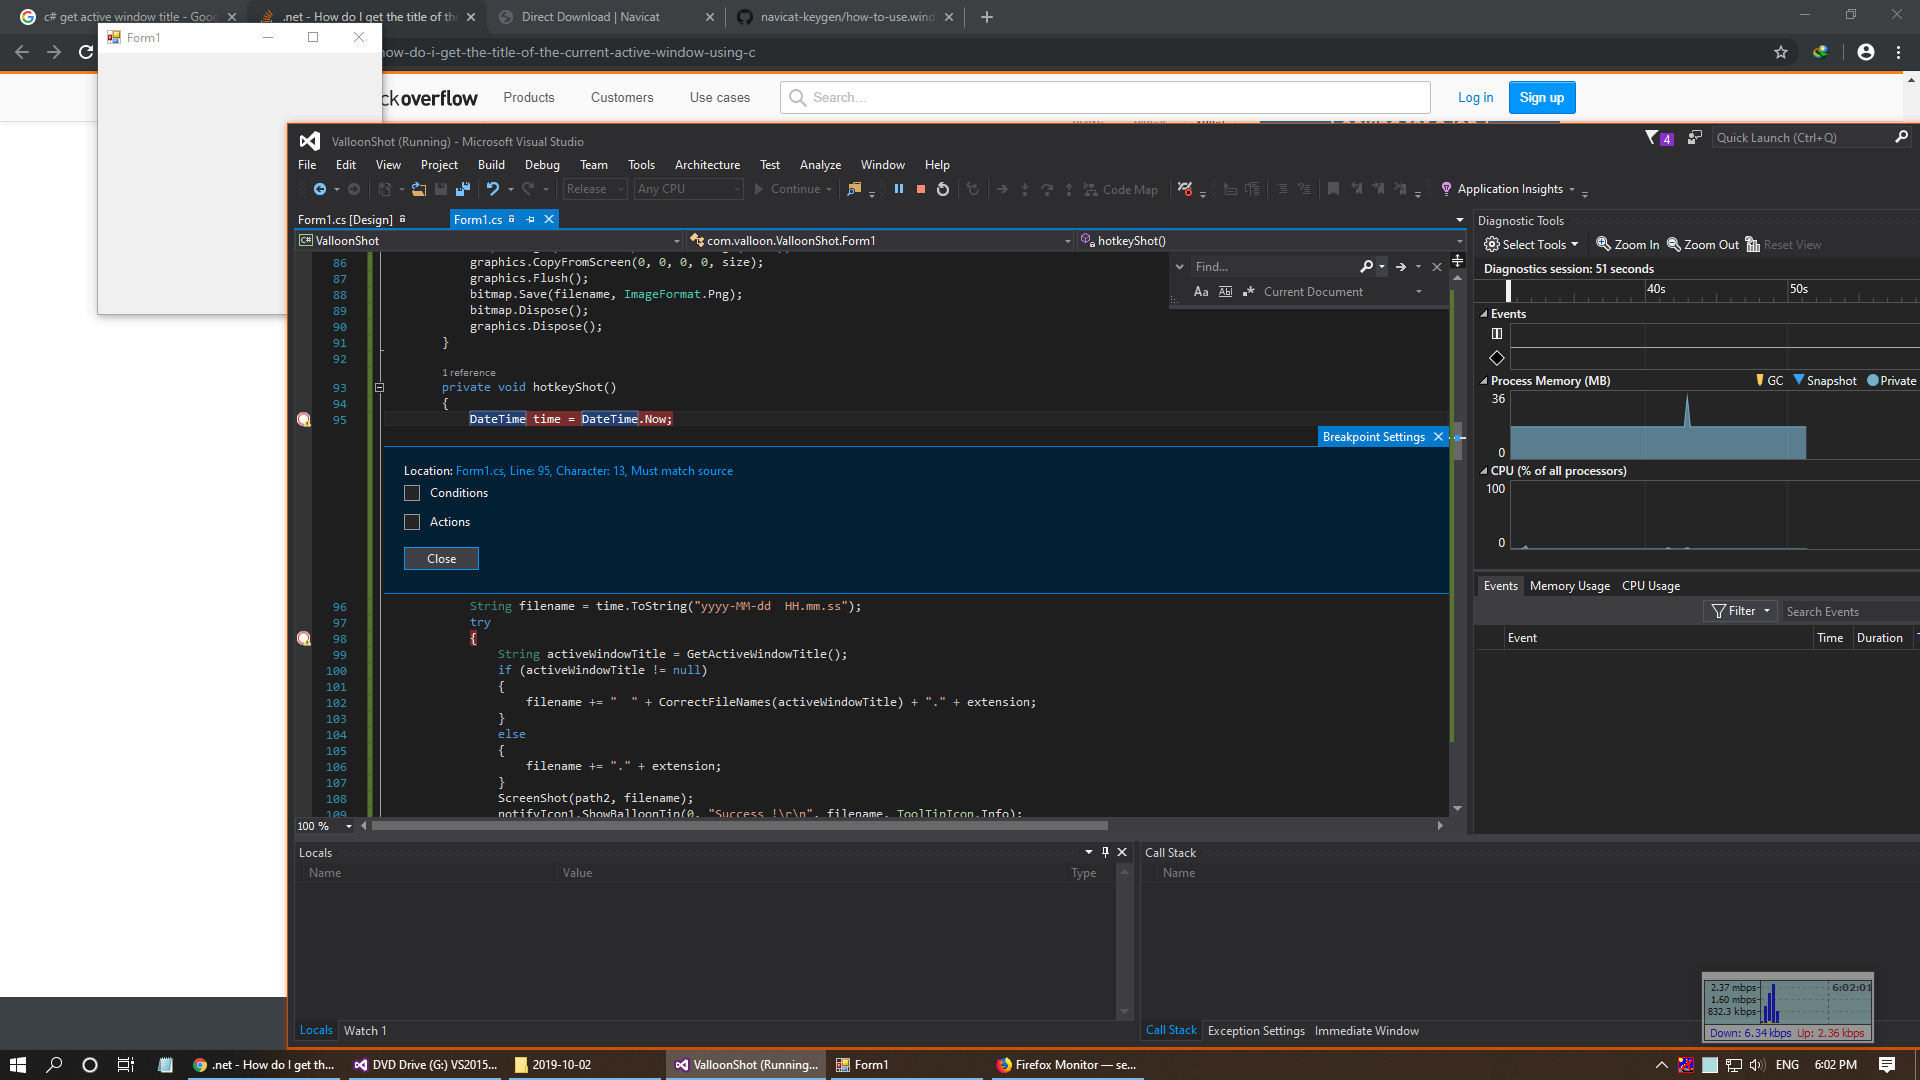 c# get active window title - Goo
.net - How do I get the title of the
Direct Download | Navicat
navicat-keygen/how-to-use.wind
Form1
how-do-i-get-the-title-of-the-current-active-window-using-c
ckoverflow
Products
Customers
Use cases
Search...
Log in
Sign up
ValloonShot (Running) - Microsoft Visual Studio
4
Quick Launch (Ctrl+Q)
File Edit View Project Build Debug Team Tools Architecture Test Analyze Window Help
Release
Any CPU
Continue
Code Map
Application Insights
Form1.cs [Design]
Form1.cs
ValloonShot
com.valloon.ValloonShot.Form1
hotkeyShot()
Find...
Aa Ab Current Document
86 graphics.CopyFromScreen(0, 0, 0, 0, size);
87 graphics.Flush();
88 bitmap.Save(filename, ImageFormat.Png);
89 bitmap.Dispose();
90 graphics.Dispose();
91 }
92
1 reference
93 private void hotkeyShot()
94 {
95 DateTime time = DateTime.Now;
Breakpoint Settings
Location: Form1.cs, Line: 95, Character: 13, Must match source
Conditions
Actions
Close
96 String filename = time.ToString("yyyy-MM-dd  HH.mm.ss");
97 try
98 {
99 String activeWindowTitle = GetActiveWindowTitle();
100 if (activeWindowTitle != null)
101 {
102 filename += "  " + CorrectFileNames(activeWindowTitle) + "." + extension;
103 }
104 else
105 {
106 filename += "." + extension;
107 }
108 ScreenShot(path2, filename);
109 notifyIcon1.ShowBalloonTip(0, "Success !\r\n", filename, ToolTipIcon.Info);
100 %
Diagnostic Tools
Select Tools
Zoom In
Zoom Out
Reset View
Diagnostics session: 51 seconds
40s
50s
Events
Process Memory (MB)
GC
Snapshot
Private
36
0
CPU (% of all processors)
100
0
Events
Memory Usage
CPU Usage
Filter
Search Events
Event
Time
Duration
Locals
Name
Value
Type
Locals
Watch 1
Call Stack
Name
Call Stack
Exception Settings
Immediate Window
2.37 mbps
1.60 mbps
832.3 kbps
6:02:01
Down: 6.34 kbps Up: 2.36 kbps
.net - How do I get th...
DVD Drive (G:) VS2015...
2019-10-02
ValloonShot (Running...
Form1
Firefox Monitor — se...
ENG
6:02 PM